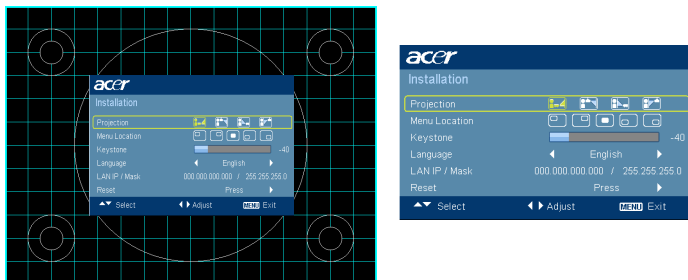 acer
Installation
Projection
Menu Location
Keystone -40
Language English
LAN IP / Mask 000.000.000.000 / 255.255.255.0
Reset Press
Select Adjust MENU Exit
acer
Installation
Projection
Menu Location
Keystone -40
Language English
LAN IP / Mask 000.000.000.000 / 255.255.255.0
Reset Press
Select Adjust MENU Exit